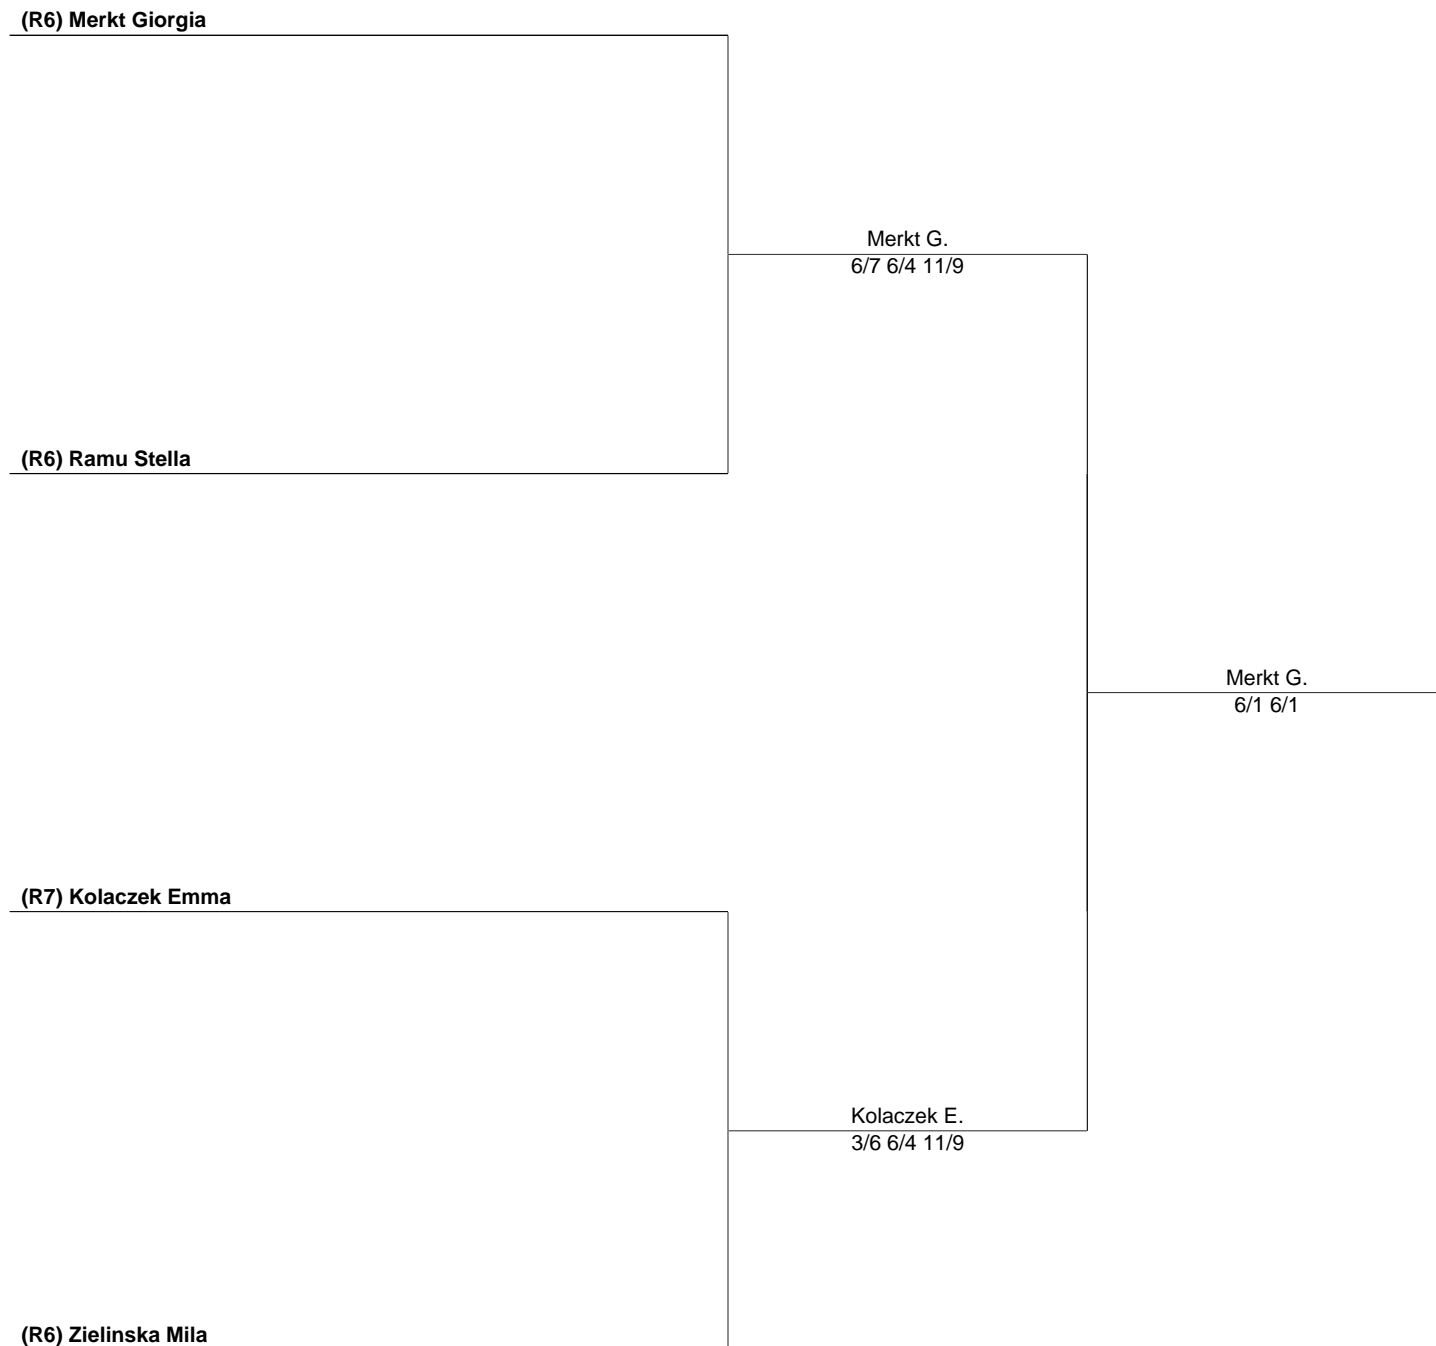 (R6) Merkt Giorgia
Merkt G.
6/7 6/4 11/9
(R6) Ramu Stella
Merkt G.
6/1 6/1
(R7) Kolaczek Emma
Kolaczek E.
3/6 6/4 11/9
(R6) Zielinska Mila